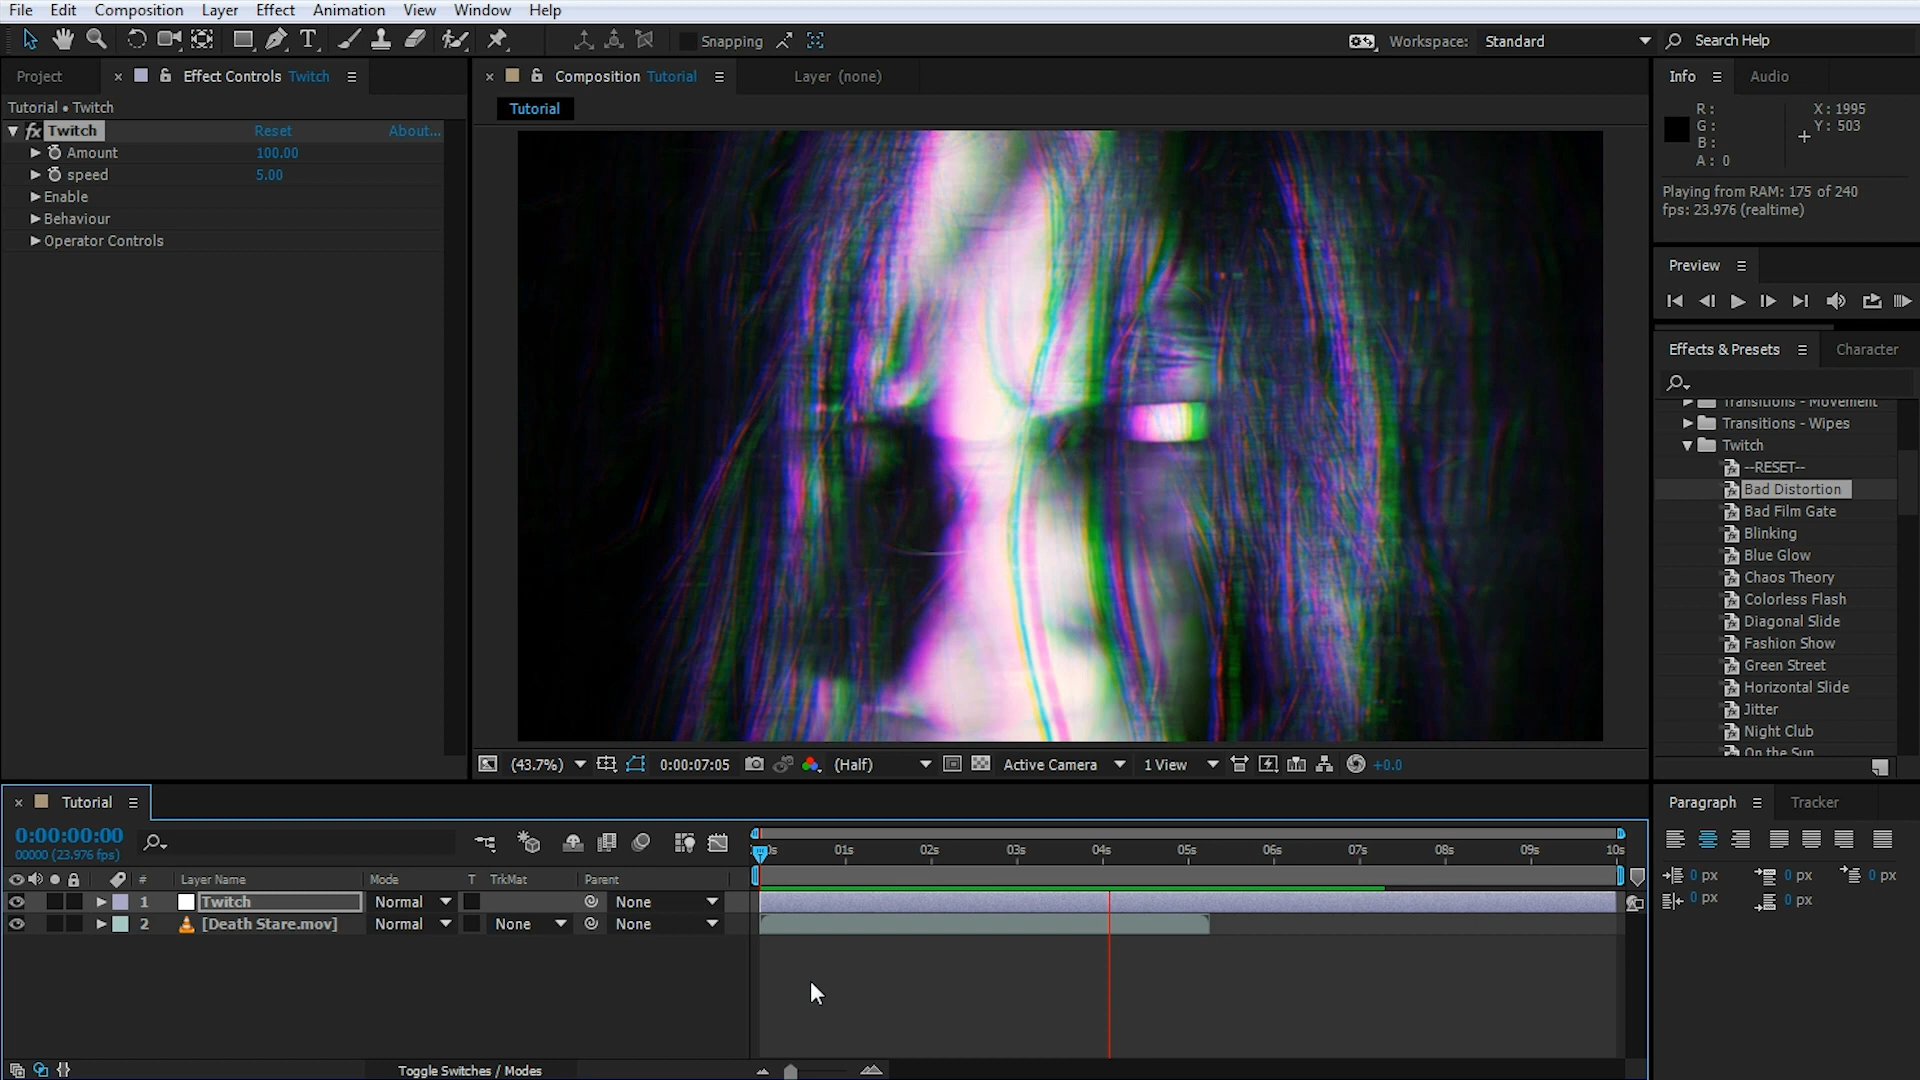 File Edit Composition Layer Effect Animation View Window Help
Snapping
Workspace: Standard
Search Help
Project
Effect Controls Twitch
Tutorial • Twitch
fx Twitch Reset About...
Amount 100.00
speed 5.00
Enable
Behaviour
Operator Controls
Composition Tutorial
Layer (none)
Tutorial
(43.7%) 0:00:07:05 (Half) Active Camera 1 View +0.0
Info Audio
R : X : 1995
G : Y : 503
B :
A : 0
Playing from RAM: 175 of 240
fps: 23.976 (realtime)
Preview
Effects & Presets Character
Transitions - Movement
Transitions - Wipes
Twitch
--RESET--
Bad Distortion
Bad Film Gate
Blinking
Blue Glow
Chaos Theory
Colorless Flash
Diagonal Slide
Fashion Show
Green Street
Horizontal Slide
Jitter
Night Club
On the Sun
Tutorial
0:00:00:00
00000 (23.976 fps)
01s 02s 03s 04s 05s 06s 07s 08s 09s 10s
# Layer Name Mode T TrkMat Parent
1 Twitch Normal None
2 [Death Stare.mov] Normal None None
Toggle Switches / Modes
Paragraph Tracker
0 px 0 px 0 px
0 px 0 px